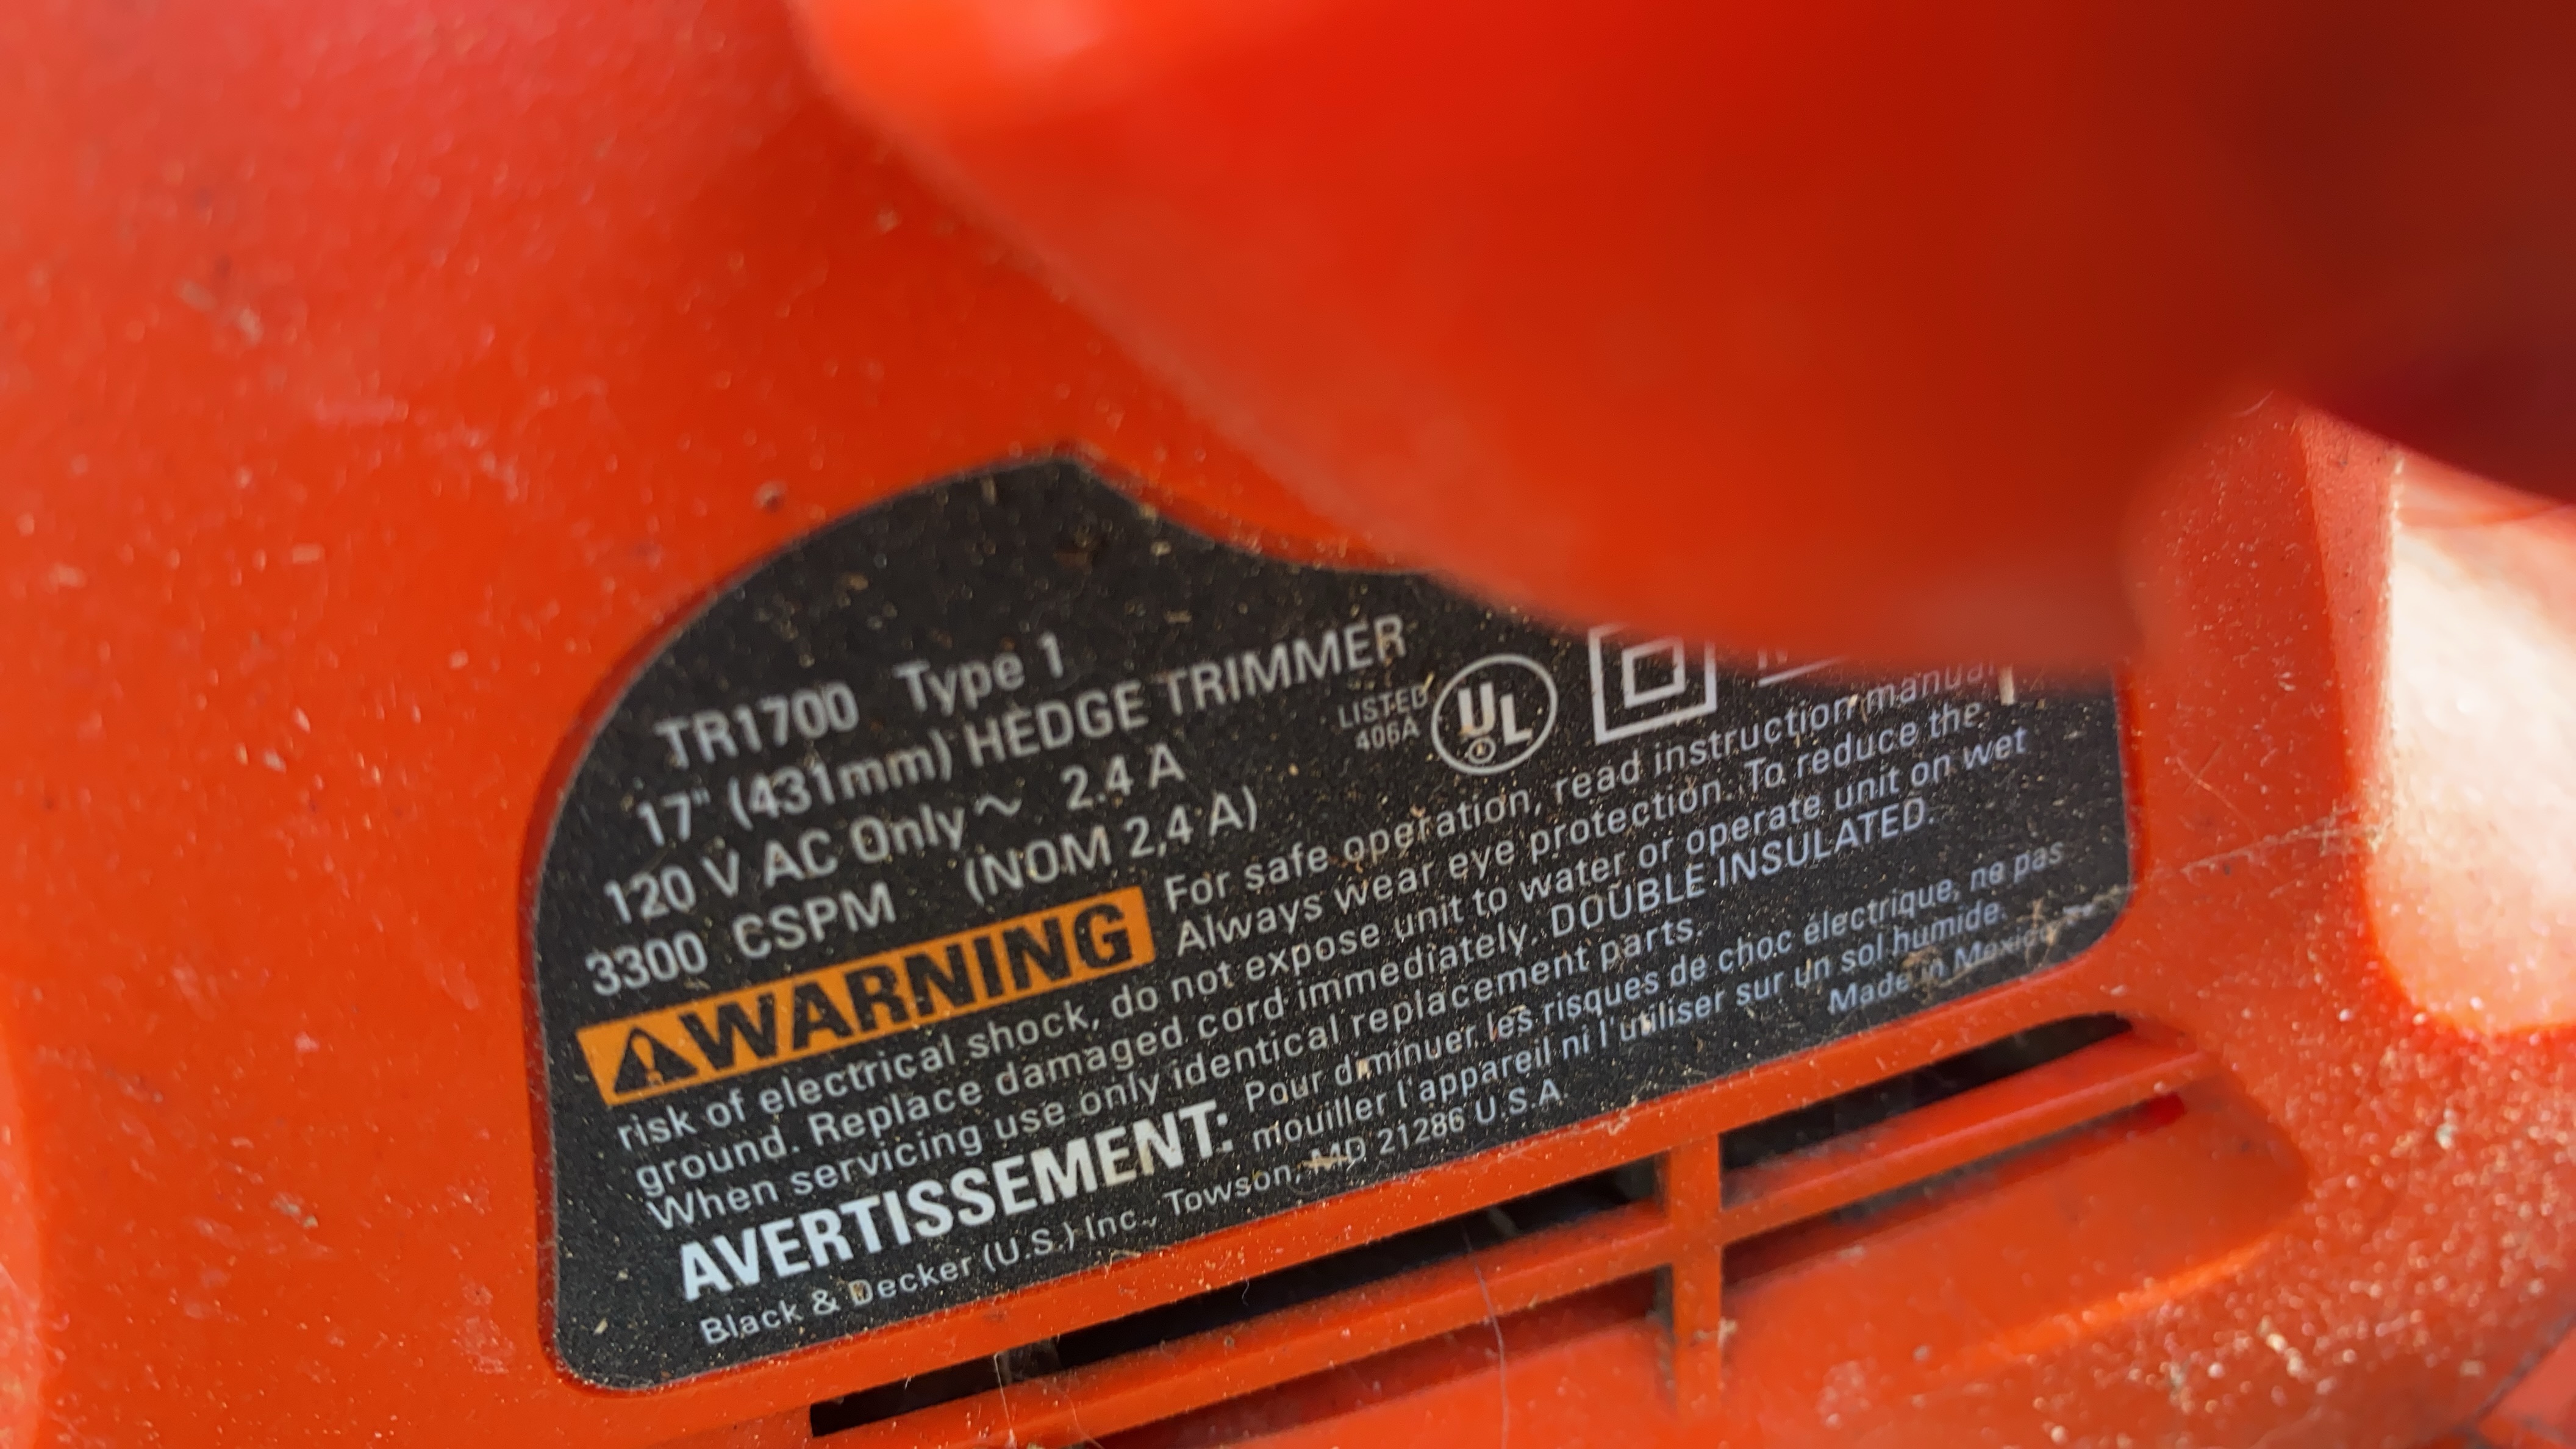 TR1700 Type 1
17" (431mm) HEDGE TRIMMER
120 V AC Only ~ 2.4 A
3300 CSPM (NOM 2,4 A)
LISTED
406A
UL
WARNING
For safe operation, read instruction manual
Always wear eye protection. To reduce the
risk of electrical shock, do not expose unit to water or operate unit on wet
ground. Replace damaged cord immediately. DOUBLE INSULATED.
When servicing use only identical replacement parts.
AVERTISSEMENT: Pour diminuer les risques de choc électrique, ne pas
mouiller l'appareil ni l'utiliser sur un sol humide.
Black & Decker (U.S.) Inc., Towson, MD 21286 U.S.A.
Made in Mexico